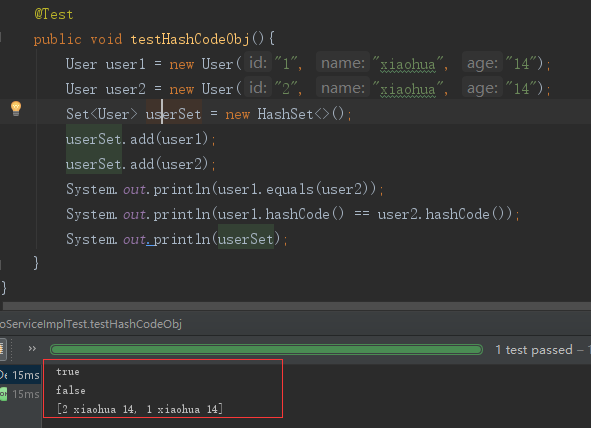 @Test
public void testHashCodeObj(){
User user1 = new User( id: "1", name: "xiaohua", age: "14");
User user2 = new User( id: "2", name: "xiaohua", age: "14");
Set<User> userSet = new HashSet<>();
userSet.add(user1);
userSet.add(user2);
System.out.println(user1.equals(user2));
System.out.println(user1.hashCode() == user2.hashCode());
System.out.println(userSet);
}
}
oServiceImplTest.testHashCodeObj
» 1 test passed –
15ms true
15ms false
[2 xiaohua 14, 1 xiaohua 14]